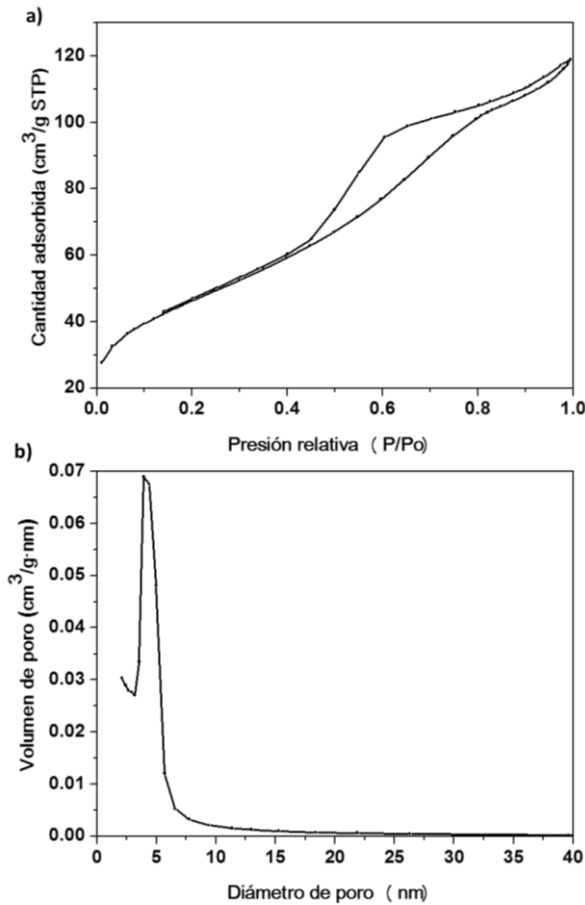 a)
120
100
80
60
40
20
Cantidad adsorbida (cm³/g STP)
0.0 0.2 0.4 0.6 0.8 1.0
Presión relativa ( P/Po)
b)
0.07
0.06
0.05
0.04
0.03
0.02
0.01
0.00
Volumen de poro (cm³/g·nm)
0 5 10 15 20 25 30 35 40
Diámetro de poro ( nm)